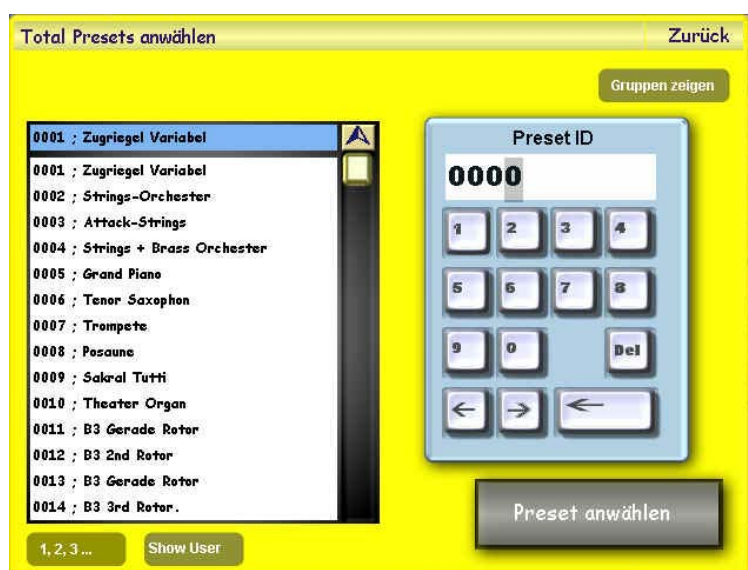 Total Presets anwählen
Zurück
Gruppen zeigen
0001 ; Zugriegel Variabel
0001 ; Zugriegel Variabel
0002 ; Strings-Orchester
0003 ; Attack-Strings
0004 ; Strings + Brass Orchester
0005 ; Grand Piano
0006 ; Tenor Saxophon
0007 ; Trompete
0008 ; Posaune
0009 ; Sakral Tutti
0010 ; Theater Organ
0011 ; B3 Gerade Rotor
0012 ; B3 2nd Rotor
0013 ; B3 Gerade Rotor
0014 ; B3 3rd Rotor.
1, 2, 3 ...
Show User
Preset ID
0000
1 2 3 4
5 6 7 8
9 0 Del
← → ←
Preset anwählen